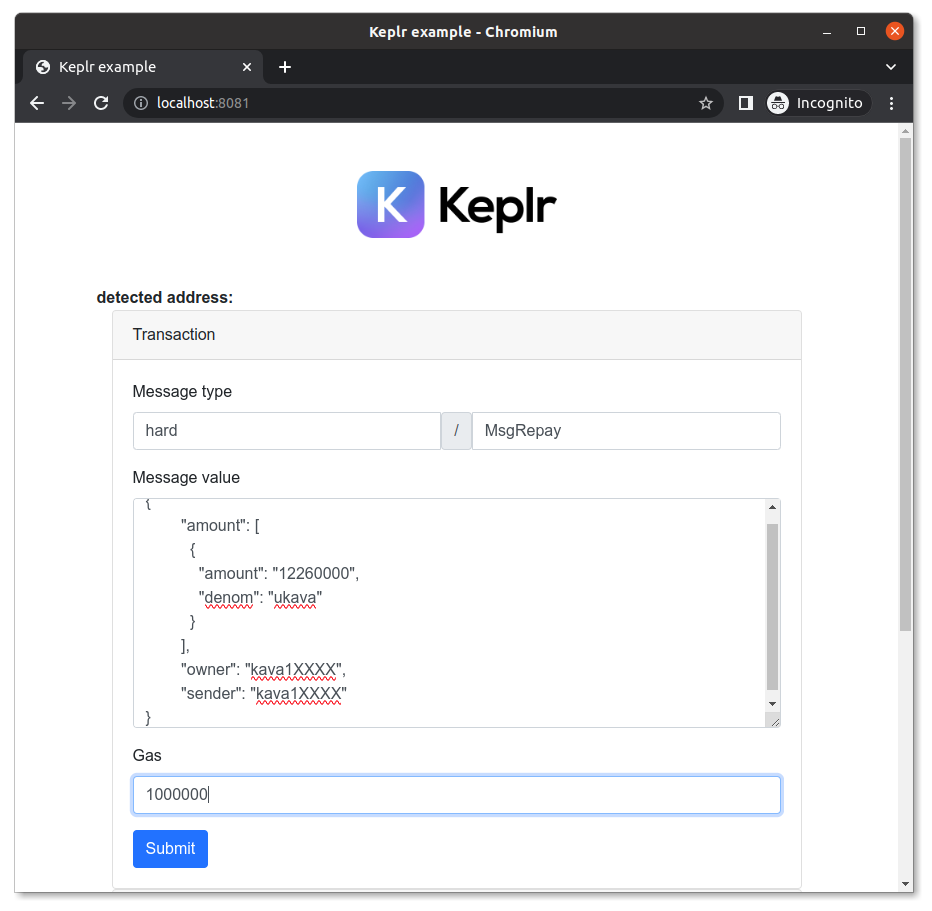 Keplr example - Chromium
Keplr example
localhost:8081
Incognito
K Keplr
detected address:
Transaction
Message type
hard / MsgRepay
Message value
{
"amount": [
{
"amount": "12260000",
"denom": "ukava"
}
],
"owner": "kava1XXXX",
"sender": "kava1XXXX"
}
Gas
1000000
Submit